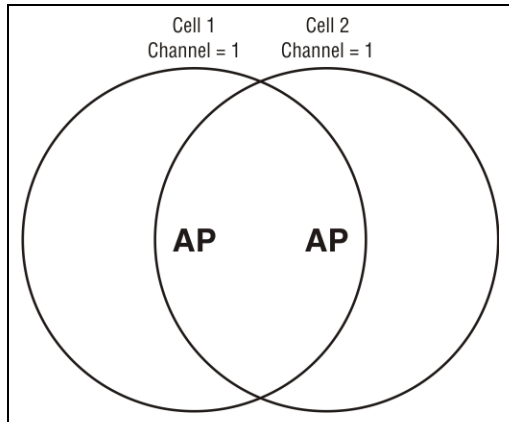 Cell 1
Channel = 1
Cell 2
Channel = 1
AP
AP